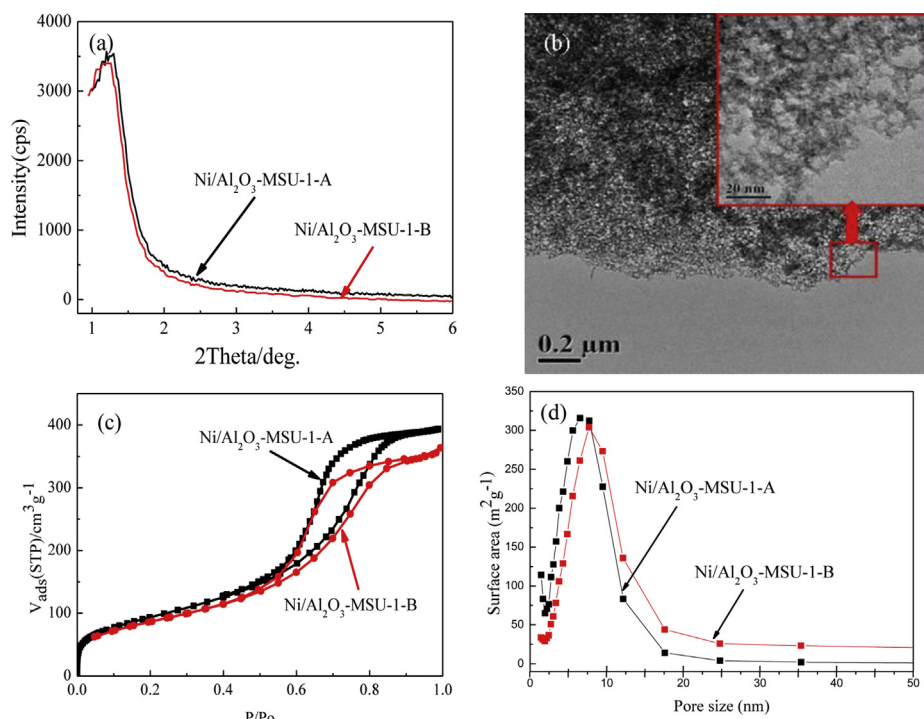 (a)
4000
3000
2000
1000
0
Intensity(cps)
Ni/Al₂O₃-MSU-1-A
Ni/Al₂O₃-MSU-1-B
1 2 3 4 5 6
2Theta/deg.
(b)
20 nm
0.2 μm
(c)
400
300
200
100
0
Vads(STP)/cm³g-1
Ni/Al₂O₃-MSU-1-A
Ni/Al₂O₃-MSU-1-B
0.0 0.2 0.4 0.6 0.8 1.0
P/Po
(d)
350
300
250
200
150
100
50
0
Surface area (m²g-1)
Ni/Al₂O₃-MSU-1-A
Ni/Al₂O₃-MSU-1-B
0 10 20 30 40 50
Pore size (nm)